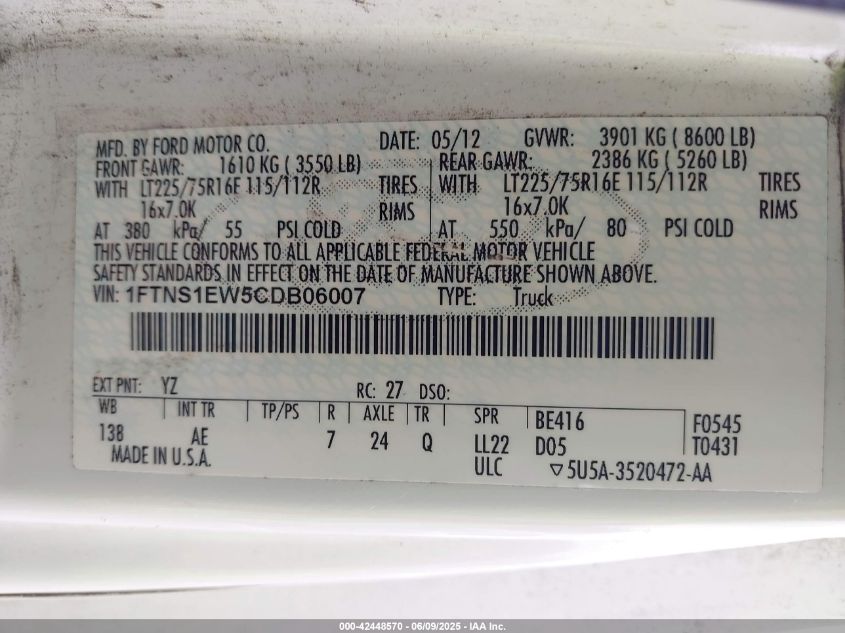 MFD. BY FORD MOTOR CO. DATE: 05/12 GVWR: 3901 KG ( 8600 LB)
FRONT GAWR: 1610 KG ( 3550 LB) REAR GAWR: 2386 KG ( 5260 LB)
WITH LT225/75R16E 115/112R TIRES WITH LT225/75R16E 115/112R TIRES
16x7.0K RIMS 16x7.0K RIMS
AT 380 kPa/ 55 PSI COLD AT 550 kPa/ 80 PSI COLD
THIS VEHICLE CONFORMS TO ALL APPLICABLE FEDERAL MOTOR VEHICLE
SAFETY STANDARDS IN EFFECT ON THE DATE OF MANUFACTURE SHOWN ABOVE.
VIN: 1FTNS1EW5CDB06007 TYPE: Truck
EXT PNT: YZ RC: 27 DSO:
WB INT TR TP/PS R AXLE TR SPR BE416 F0545
138 AE 7 24 Q LL22 D05 T0431
MADE IN U.S.A. ULC ▽5U5A-3520472-AA
000-42448570 - 06/09/2025 - IAA Inc.